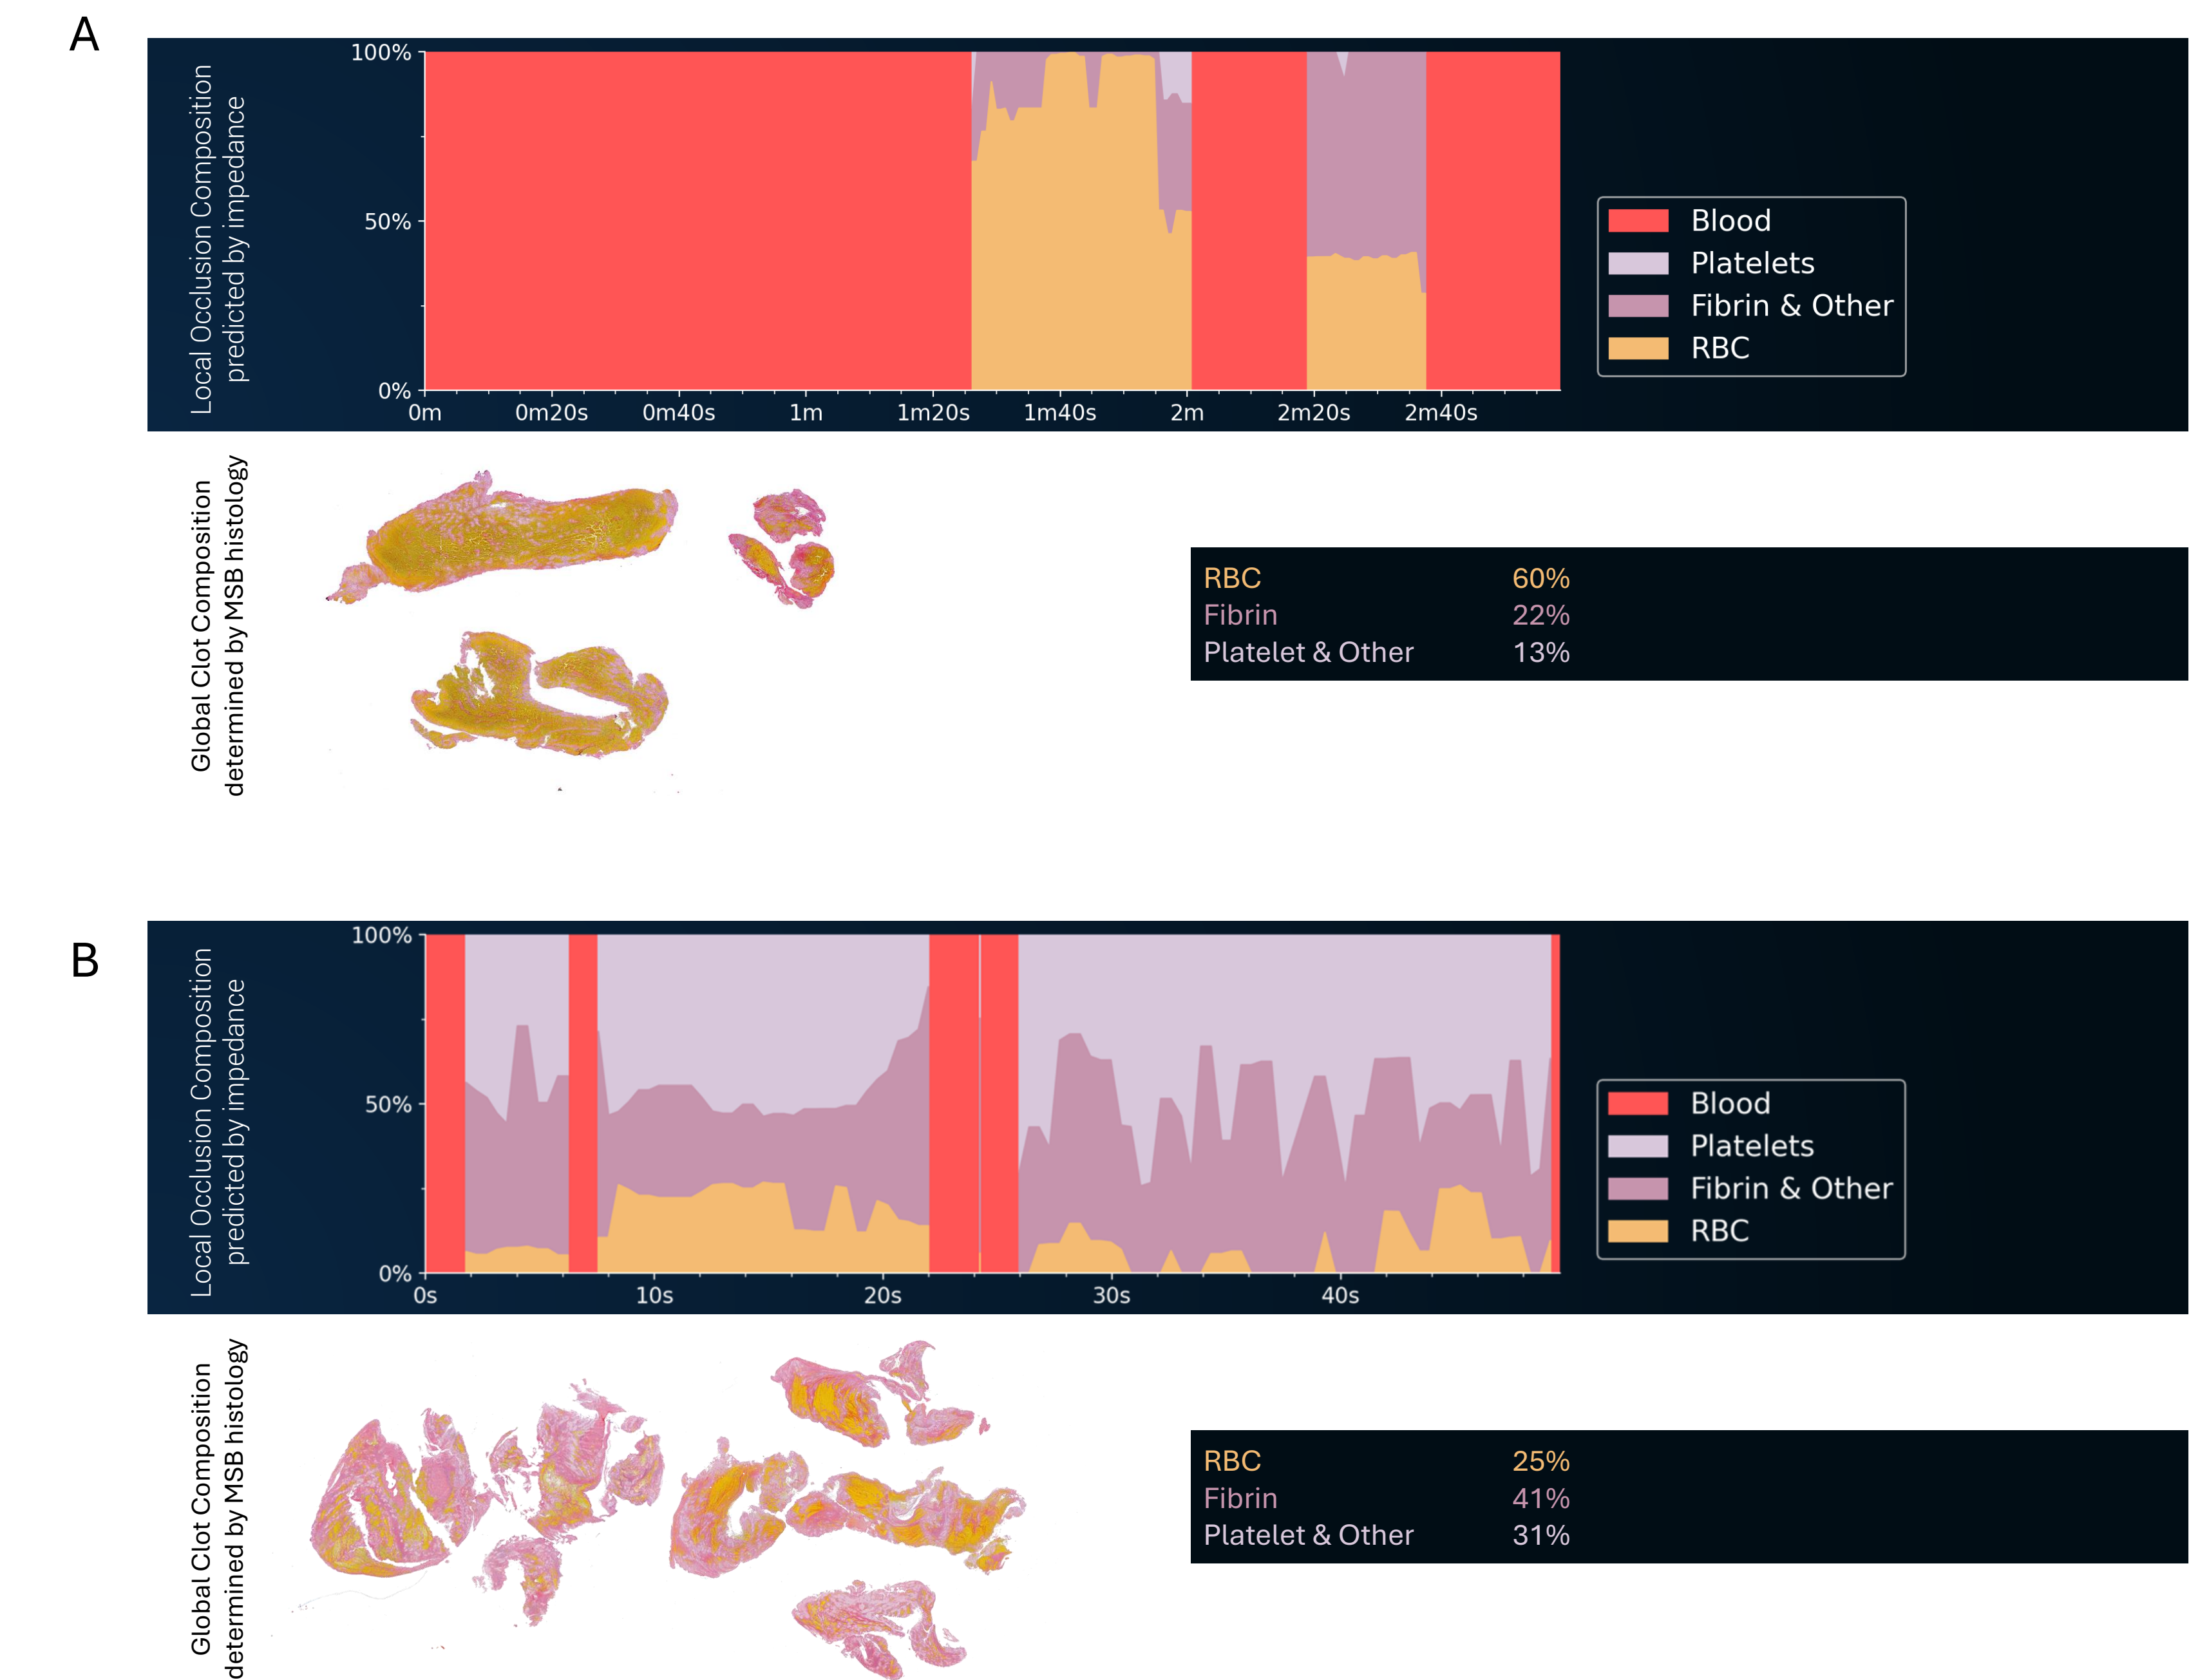 A
Local Occlusion Composition
predicted by impedance
100%
50%
0%
0m 0m20s 0m40s 1m 1m20s 1m40s 2m 2m20s 2m40s
Blood
Platelets
Fibrin & Other
RBC
Global Clot Composition
determined by MSB histology
RBC 60%
Fibrin 22%
Platelet & Other 13%
B
Local Occlusion Composition
predicted by impedance
100%
50%
0%
0s 10s 20s 30s 40s
Blood
Platelets
Fibrin & Other
RBC
Global Clot Composition
determined by MSB histology
RBC 25%
Fibrin 41%
Platelet & Other 31%